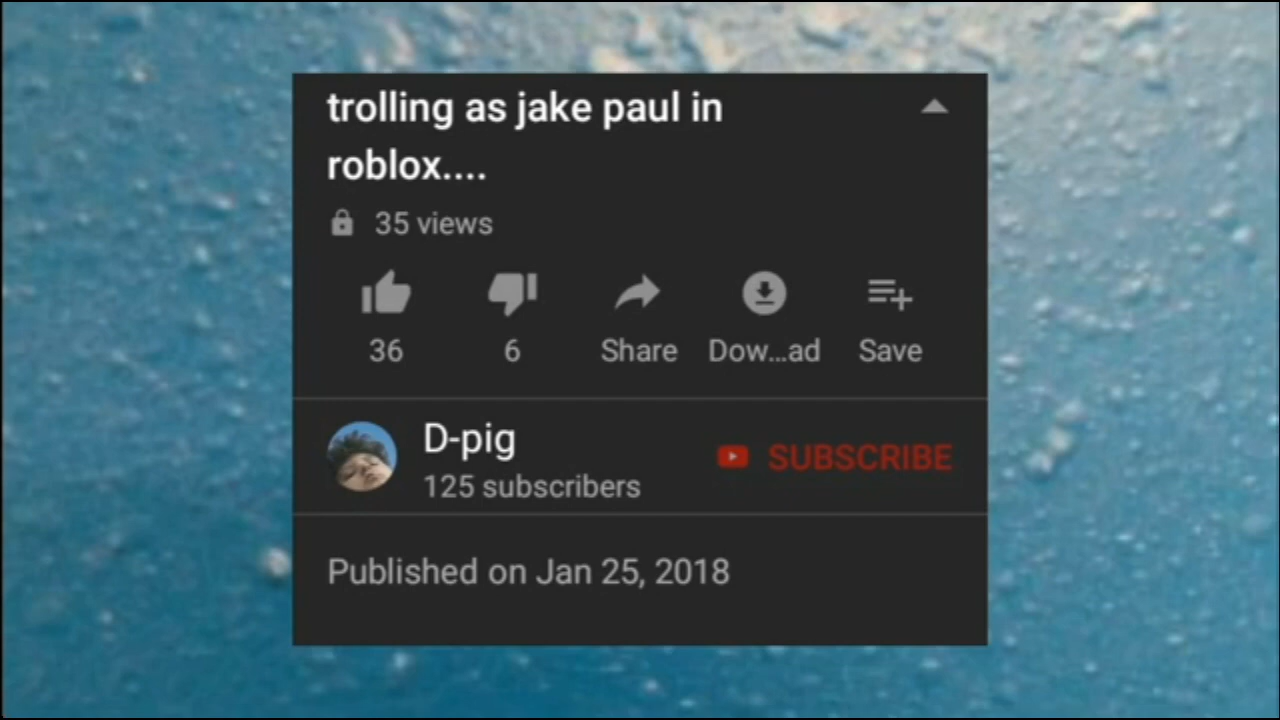 trolling as jake paul in
roblox....
35 views
36
6
Share
Dow...ad
Save
D-pig
SUBSCRIBE
125 subscribers
Published on Jan 25, 2018